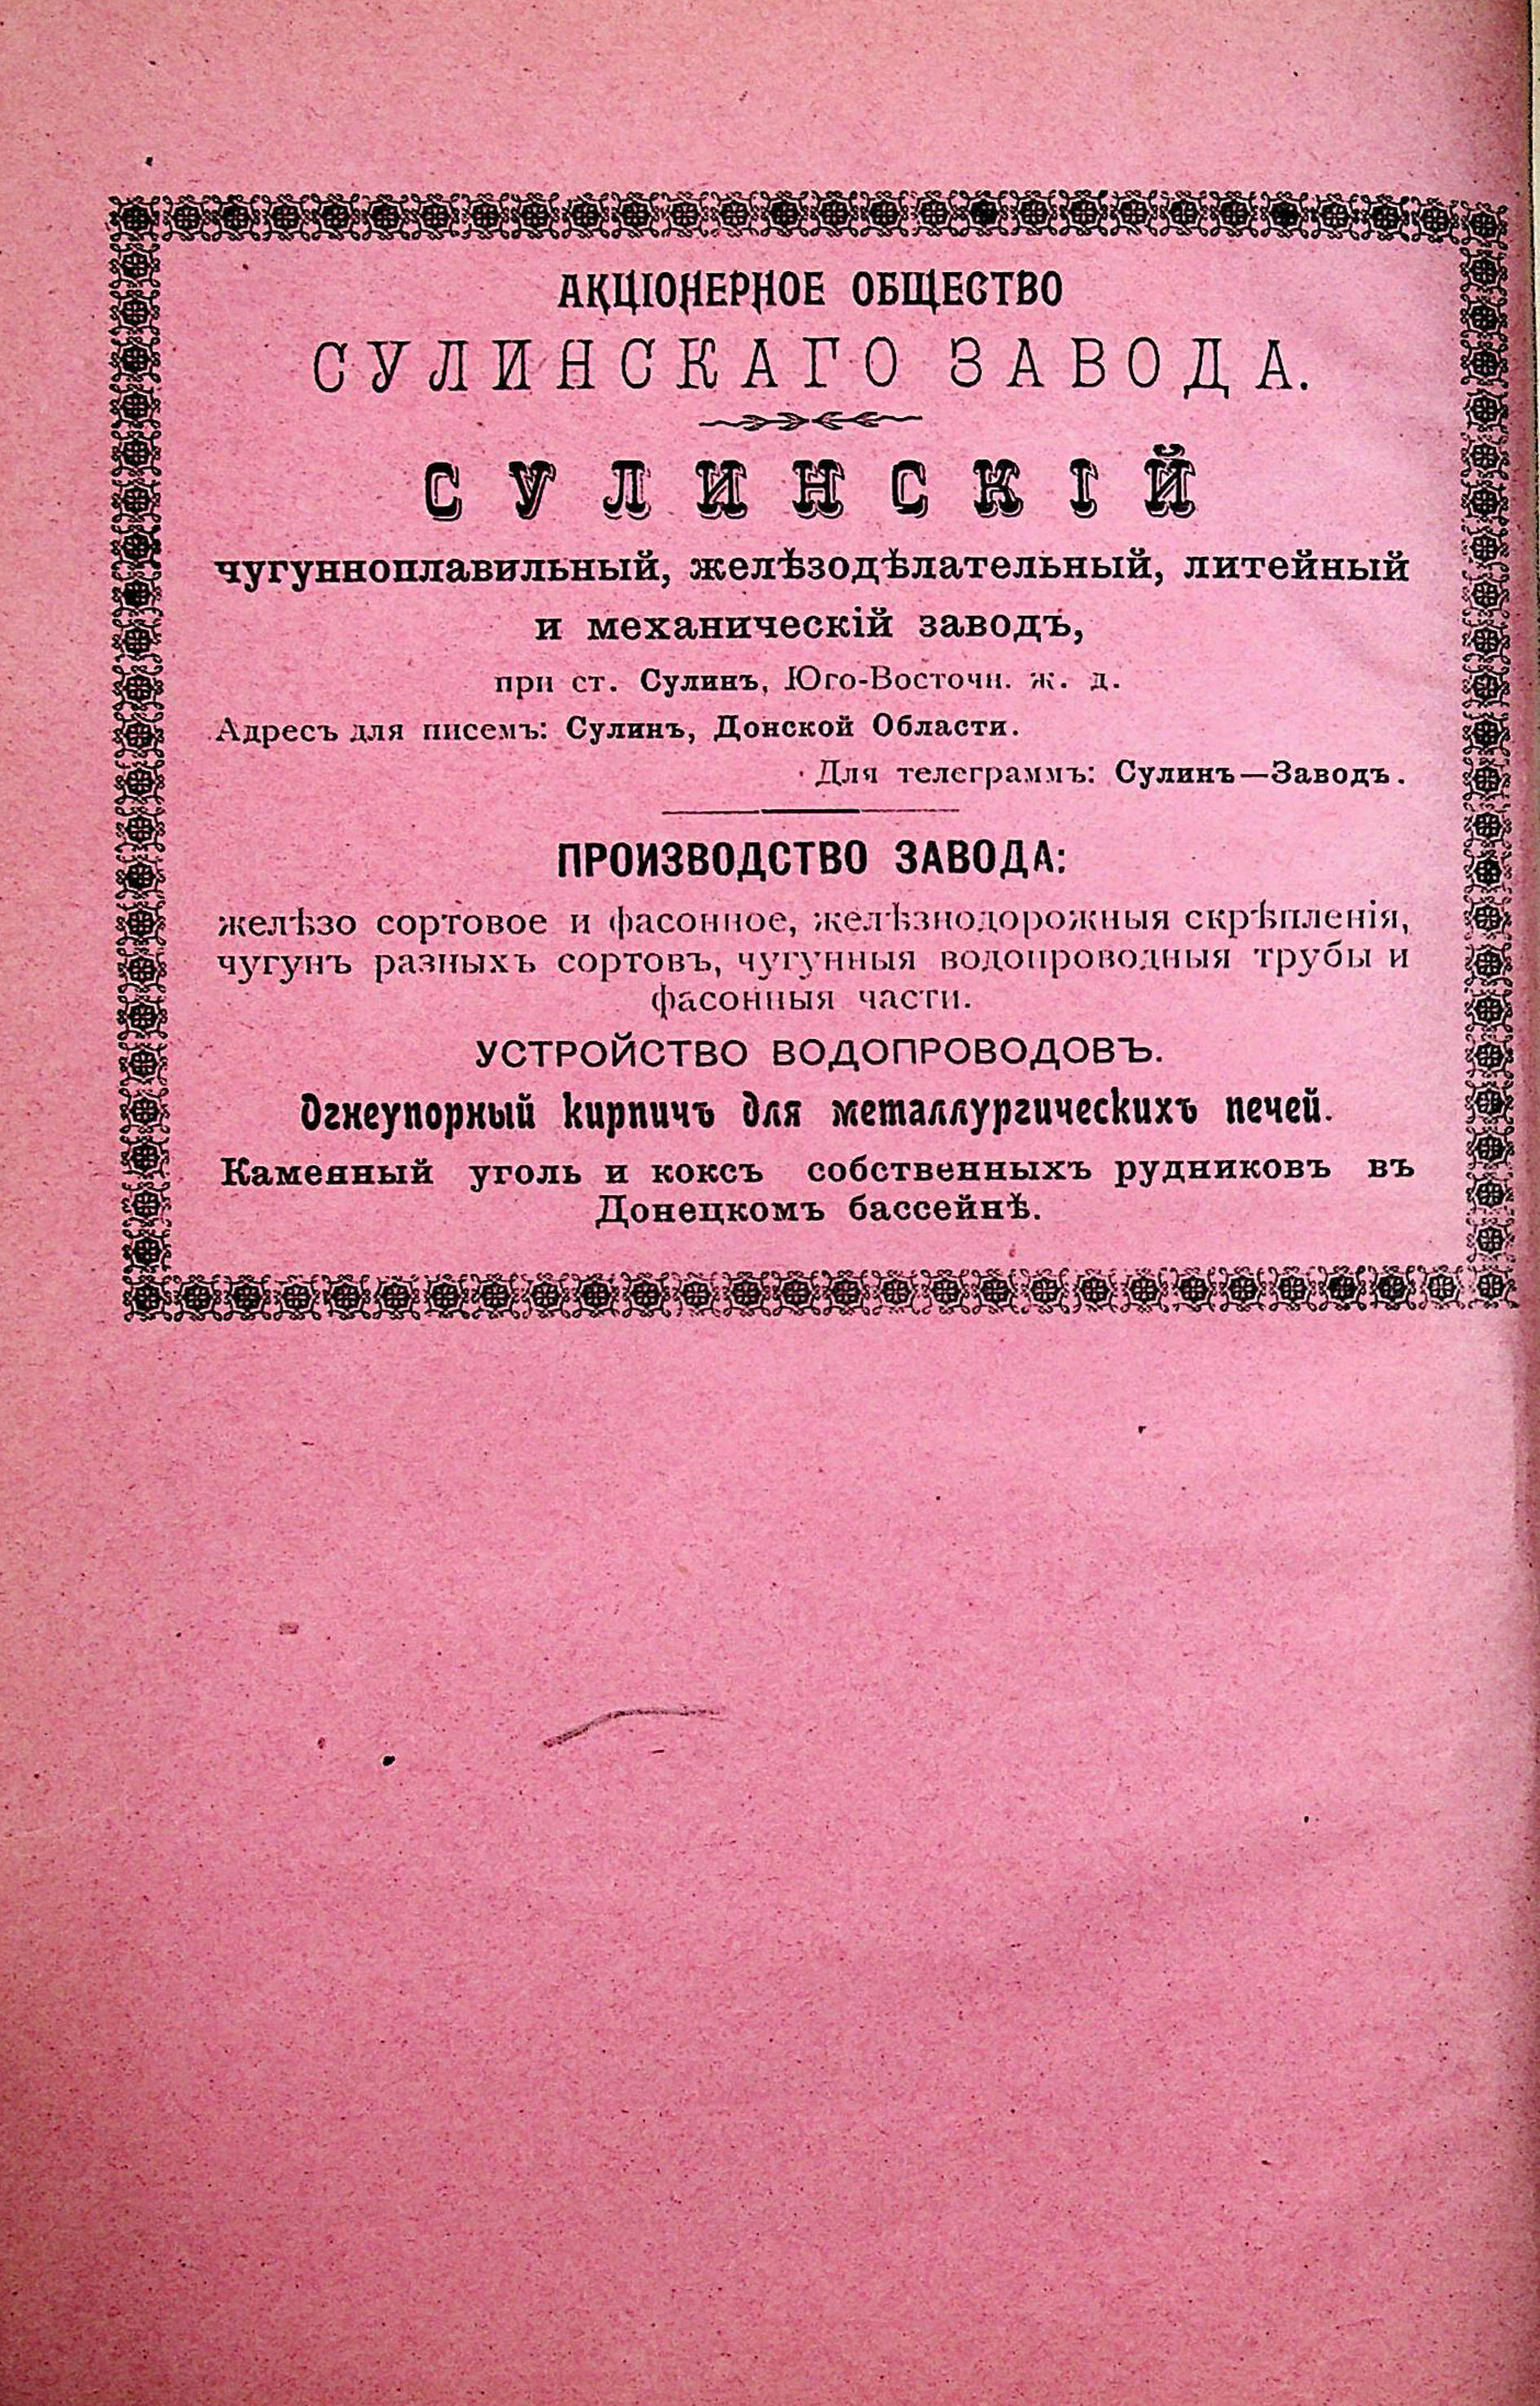 АКЦІОНЕРНОЕ ОБЩЕСТВО
СУЛИНСКАГО ЗАВОДА.
СУЛИНСКІЙ
чугунноплавильный, желѣзодѣлательный, литейный
и механическій заводъ,
при ст. Сулинъ, Юго-Восточн. ж. д.
Адресъ для писемъ: Сулинъ, Донской Области.
Для телеграммъ: Сулинъ—Заводъ.
ПРОИЗВОДСТВО ЗАВОДА:
желѣзо сортовое и фасонное, желѣзнодорожныя скрѣпленія,
чугунъ разныхъ сортовъ, чугунныя водопроводныя трубы и
фасонныя части.
УСТРОЙСТВО ВОДОПРОВОДОВЪ.
Огнеупорный кирпичъ для металлургическихъ печей.
Каменный уголь и коксъ собственныхъ рудниковъ въ
Донецкомъ бассейнѣ.